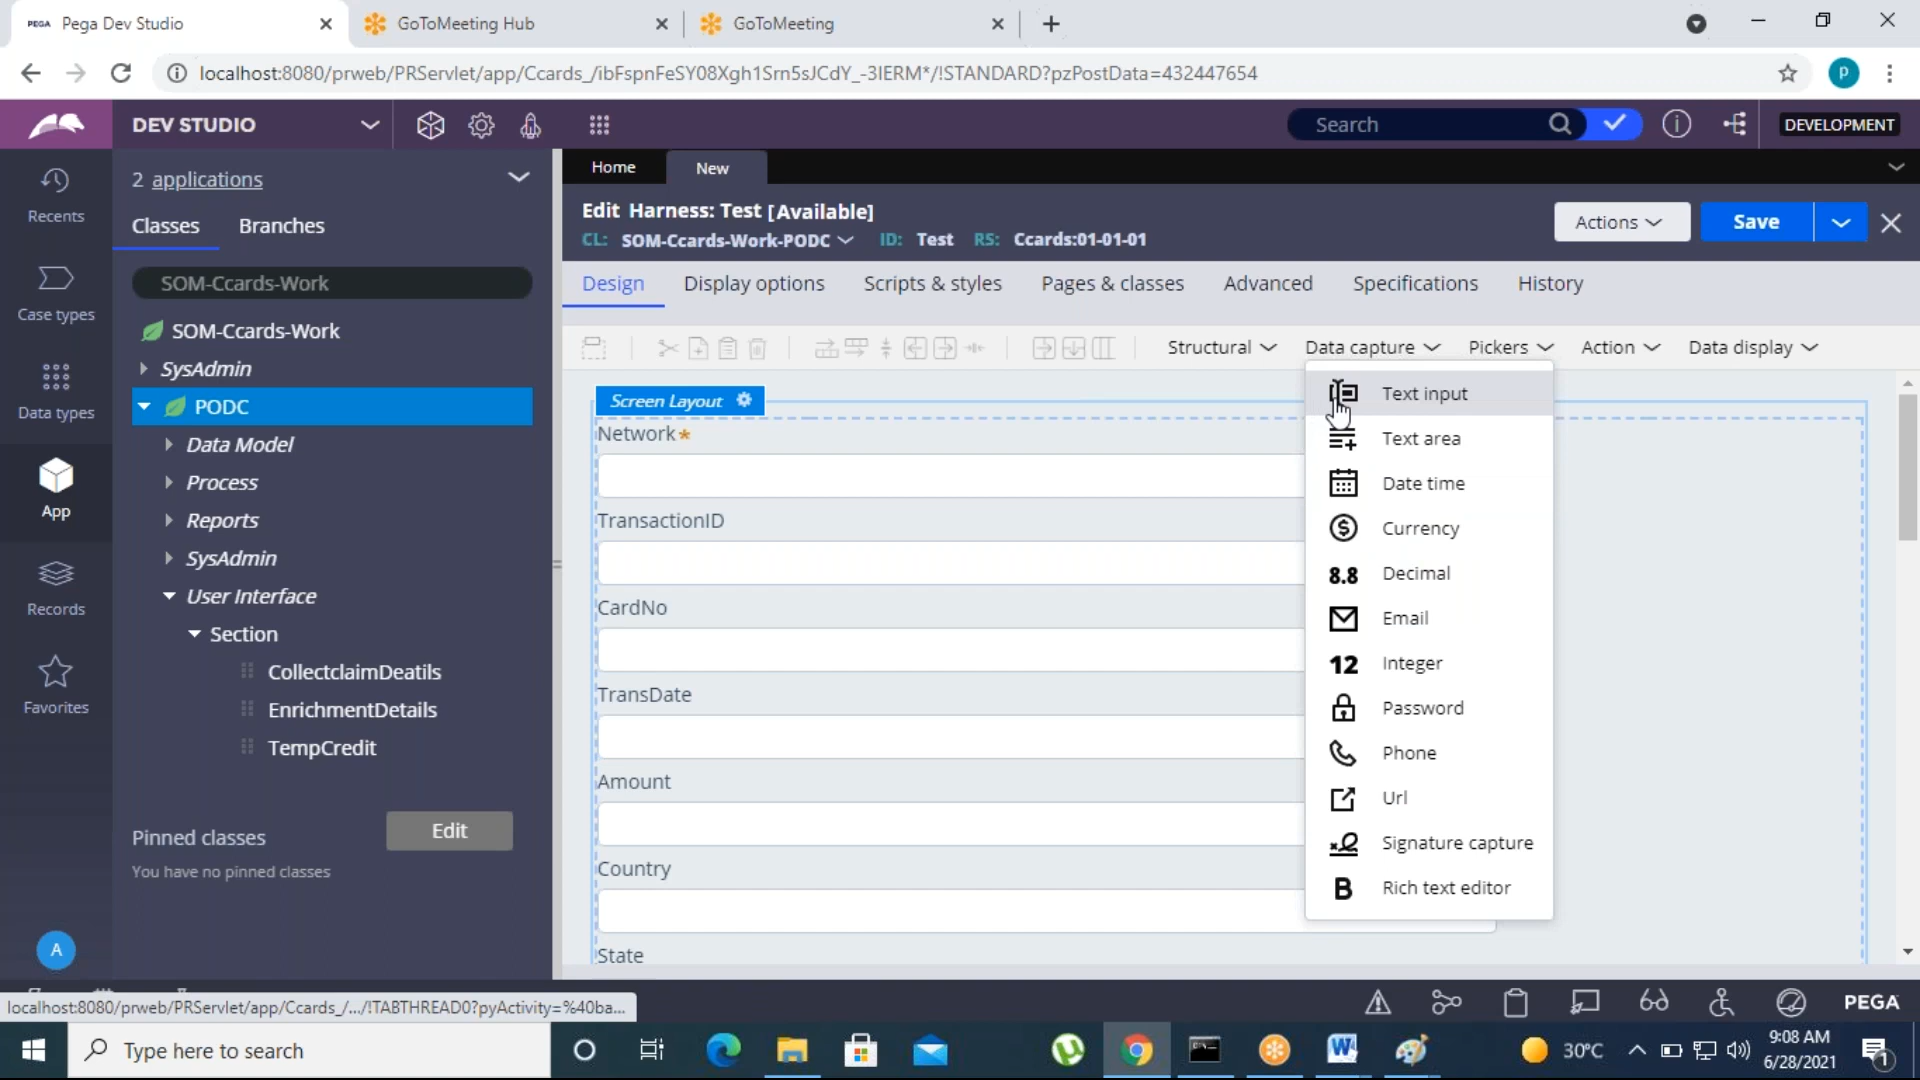 PEGA Pega Dev Studio
GoToMeeting Hub
GoToMeeting
localhost:8080/prweb/PRServlet/app/Ccards_/ibFspnFeSY08Xgh1Srn5sJCdY_-3IERM*/!STANDARD?pzPostData=432447654
P
DEV STUDIO
Search
DEVELOPMENT
Recents
Case types
Data types
App
Records
Favorites
A
2 applications
Classes
Branches
SOM-Ccards-Work
SOM-Ccards-Work
SysAdmin
PODC
Data Model
Process
Reports
SysAdmin
User Interface
Section
CollectclaimDeatils
EnrichmentDetails
TempCredit
Pinned classes
Edit
You have no pinned classes
Home
New
Edit Harness: Test [Available]
CL: SOM-Ccards-Work-PODC ID: Test RS: Ccards:01-01-01
Actions
Save
Design
Display options
Scripts & styles
Pages & classes
Advanced
Specifications
History
Structural
Data capture
Pickers
Action
Data display
Screen Layout
Network*
TransactionID
CardNo
TransDate
Amount
Country
State
Text input
Text area
Date time
Currency
8.8 Decimal
Email
12 Integer
Password
Phone
Url
Signature capture
B Rich text editor
localhost:8080/prweb/PRServlet/app/Ccards_/.../!TABTHREAD0?pyActivity=%40ba...
PEGA
Type here to search
30°C
9:08 AM
6/28/2021
1